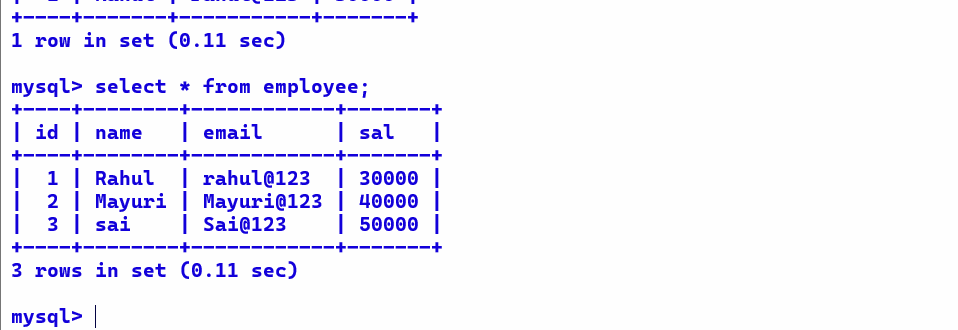 +----+-------+------------+-------+
1 row in set (0.11 sec)
mysql> select * from employee;
+----+--------+------------+-------+
| id | name   | email      | sal   |
+----+--------+------------+-------+
|  1 | Rahul  | rahul@123  | 30000 |
|  2 | Mayuri | Mayuri@123 | 40000 |
|  3 | sai    | Sai@123    | 50000 |
+----+--------+------------+-------+
3 rows in set (0.11 sec)
mysql>